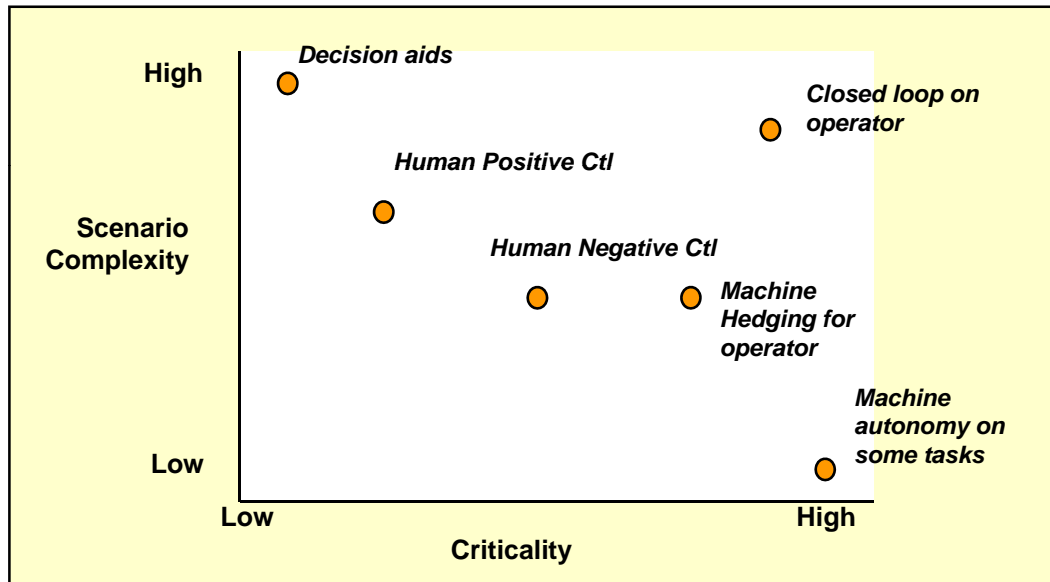 Decision aids
High
Closed loop on
operator
Human Positive Ctl
Scenario
Complexity
Human Negative Ctl
Machine
Hedging for
operator
Machine
autonomy on
some tasks
Low
Low
High
Criticality